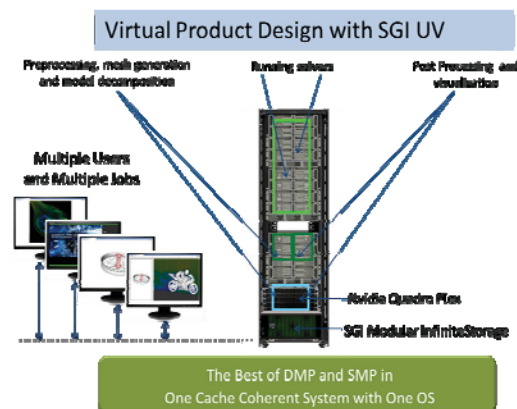 Virtual Product Design with SGI UV
Preprocessing, mesh generation
and model decomposition
Running solvers
Post Processing and
visualisation
Multiple Users
and Multiple Jobs
Nvidia Quadro Plex
SGI Modular InfiniteStorage
The Best of DMP and SMP in
One Cache Coherent System with One OS